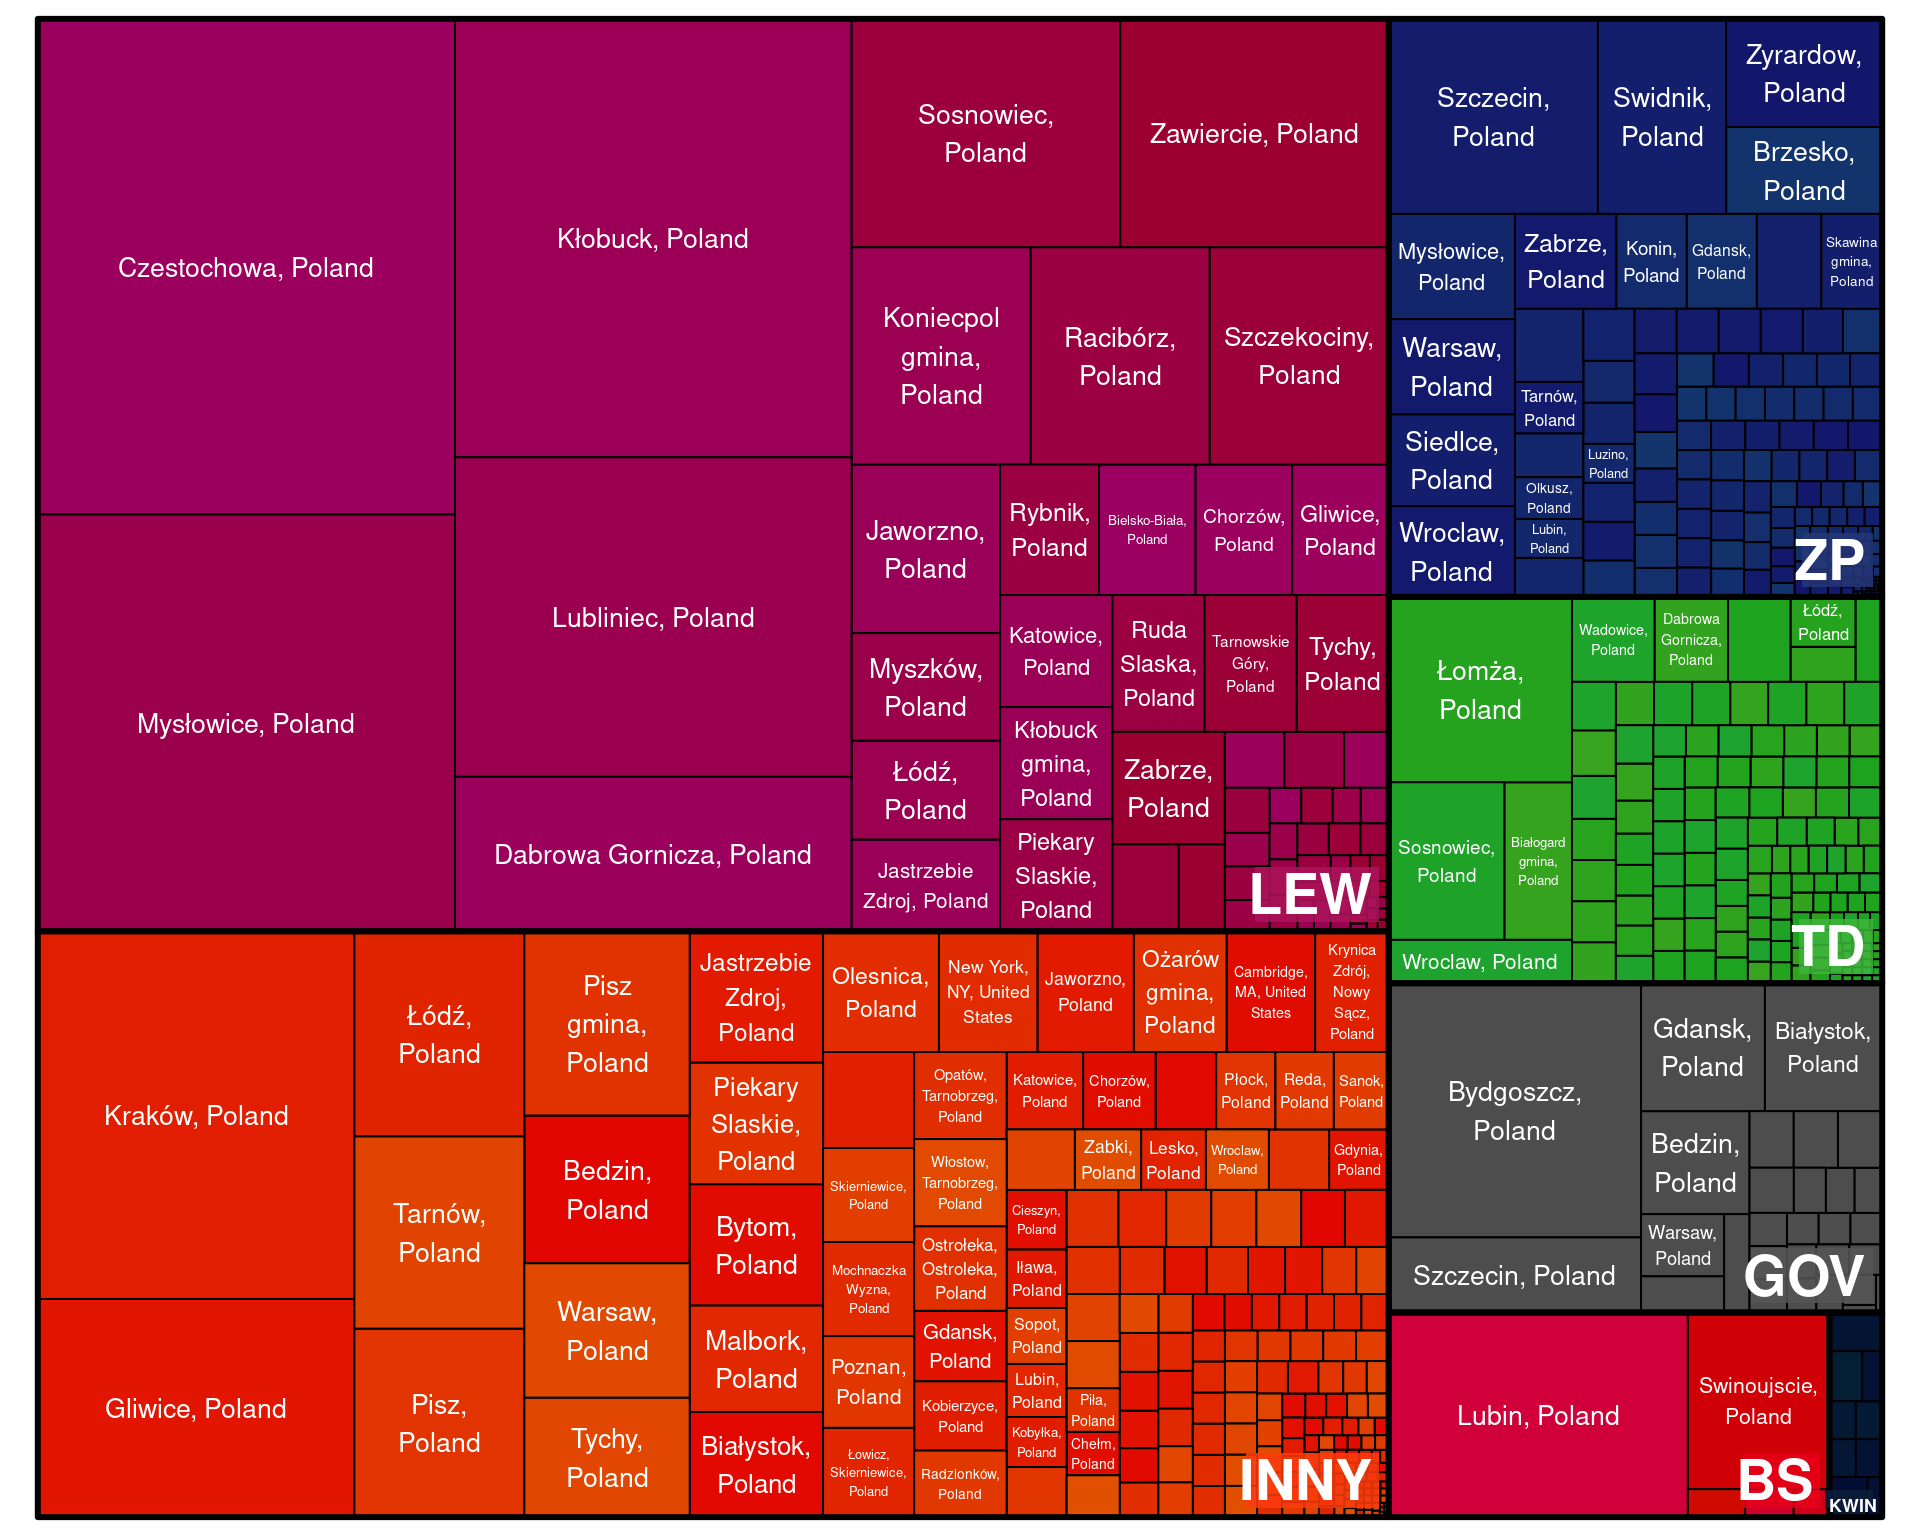 Czestochowa, Poland
Mysłowice, Poland
Kłobuck, Poland
Lubliniec, Poland
Dabrowa Gornicza, Poland
Sosnowiec,
Poland
Zawiercie, Poland
Koniecpol
gmina,
Poland
Racibórz,
Poland
Szczekociny,
Poland
Jaworzno,
Poland
Myszków,
Poland
Łódź,
Poland
Jastrzebie
Zdroj, Poland
Rybnik,
Poland
Bielsko-Biała,
Poland
Chorzów,
Poland
Gliwice,
Poland
Katowice,
Poland
Kłobuck
gmina,
Poland
Piekary
Slaskie,
Poland
Ruda
Slaska,
Poland
Tarnowskie
Góry,
Poland
Tychy,
Poland
Zabrze,
Poland
LEW
Szczecin,
Poland
Swidnik,
Poland
Zyrardow,
Poland
Brzesko,
Poland
Mysłowice,
Poland
Zabrze,
Poland
Konin,
Poland
Gdansk,
Poland
Skawina
gmina,
Poland
Warsaw,
Poland
Siedlce,
Poland
Wroclaw,
Poland
Tarnów,
Poland
Olkusz,
Poland
Lubin,
Poland
Luzino,
Poland
ZP
Łomża,
Poland
Wadowice,
Poland
Dabrowa
Gornicza,
Poland
Łódź,
Poland
Sosnowiec,
Poland
Białogard
gmina,
Poland
Wroclaw, Poland
TD
Kraków, Poland
Gliwice, Poland
Łódź,
Poland
Tarnów,
Poland
Pisz,
Poland
Pisz
gmina,
Poland
Bedzin,
Poland
Warsaw,
Poland
Tychy,
Poland
Jastrzebie
Zdroj,
Poland
Piekary
Slaskie,
Poland
Bytom,
Poland
Malbork,
Poland
Białystok,
Poland
Olesnica,
Poland
New York,
NY, United
States
Jaworzno,
Poland
Ożarów
gmina,
Poland
Cambridge,
MA, United
States
Krynica
Zdrój,
Nowy
Sącz,
Poland
Skierniewice,
Poland
Mochnaczka
Wyzna,
Poland
Poznan,
Poland
Łowicz,
Skierniewice,
Poland
Opatów,
Tarnobrzeg,
Poland
Włostow,
Tarnobrzeg,
Poland
Ostrołeka,
Ostroleka,
Poland
Gdansk,
Poland
Kobierzyce,
Poland
Radzionków,
Poland
Katowice,
Poland
Chorzów,
Poland
Płock,
Poland
Reda,
Poland
Sanok,
Poland
Zabki,
Poland
Lesko,
Poland
Wroclaw,
Poland
Gdynia,
Poland
Cieszyn,
Poland
Iława,
Poland
Sopot,
Poland
Lubin,
Poland
Kobyłka,
Poland
Piła,
Poland
Chełm,
Poland
INNY
Bydgoszcz,
Poland
Szczecin, Poland
Gdansk,
Poland
Białystok,
Poland
Bedzin,
Poland
Warsaw,
Poland
GOV
Lubin, Poland
Swinoujscie,
Poland
BS
KWIN